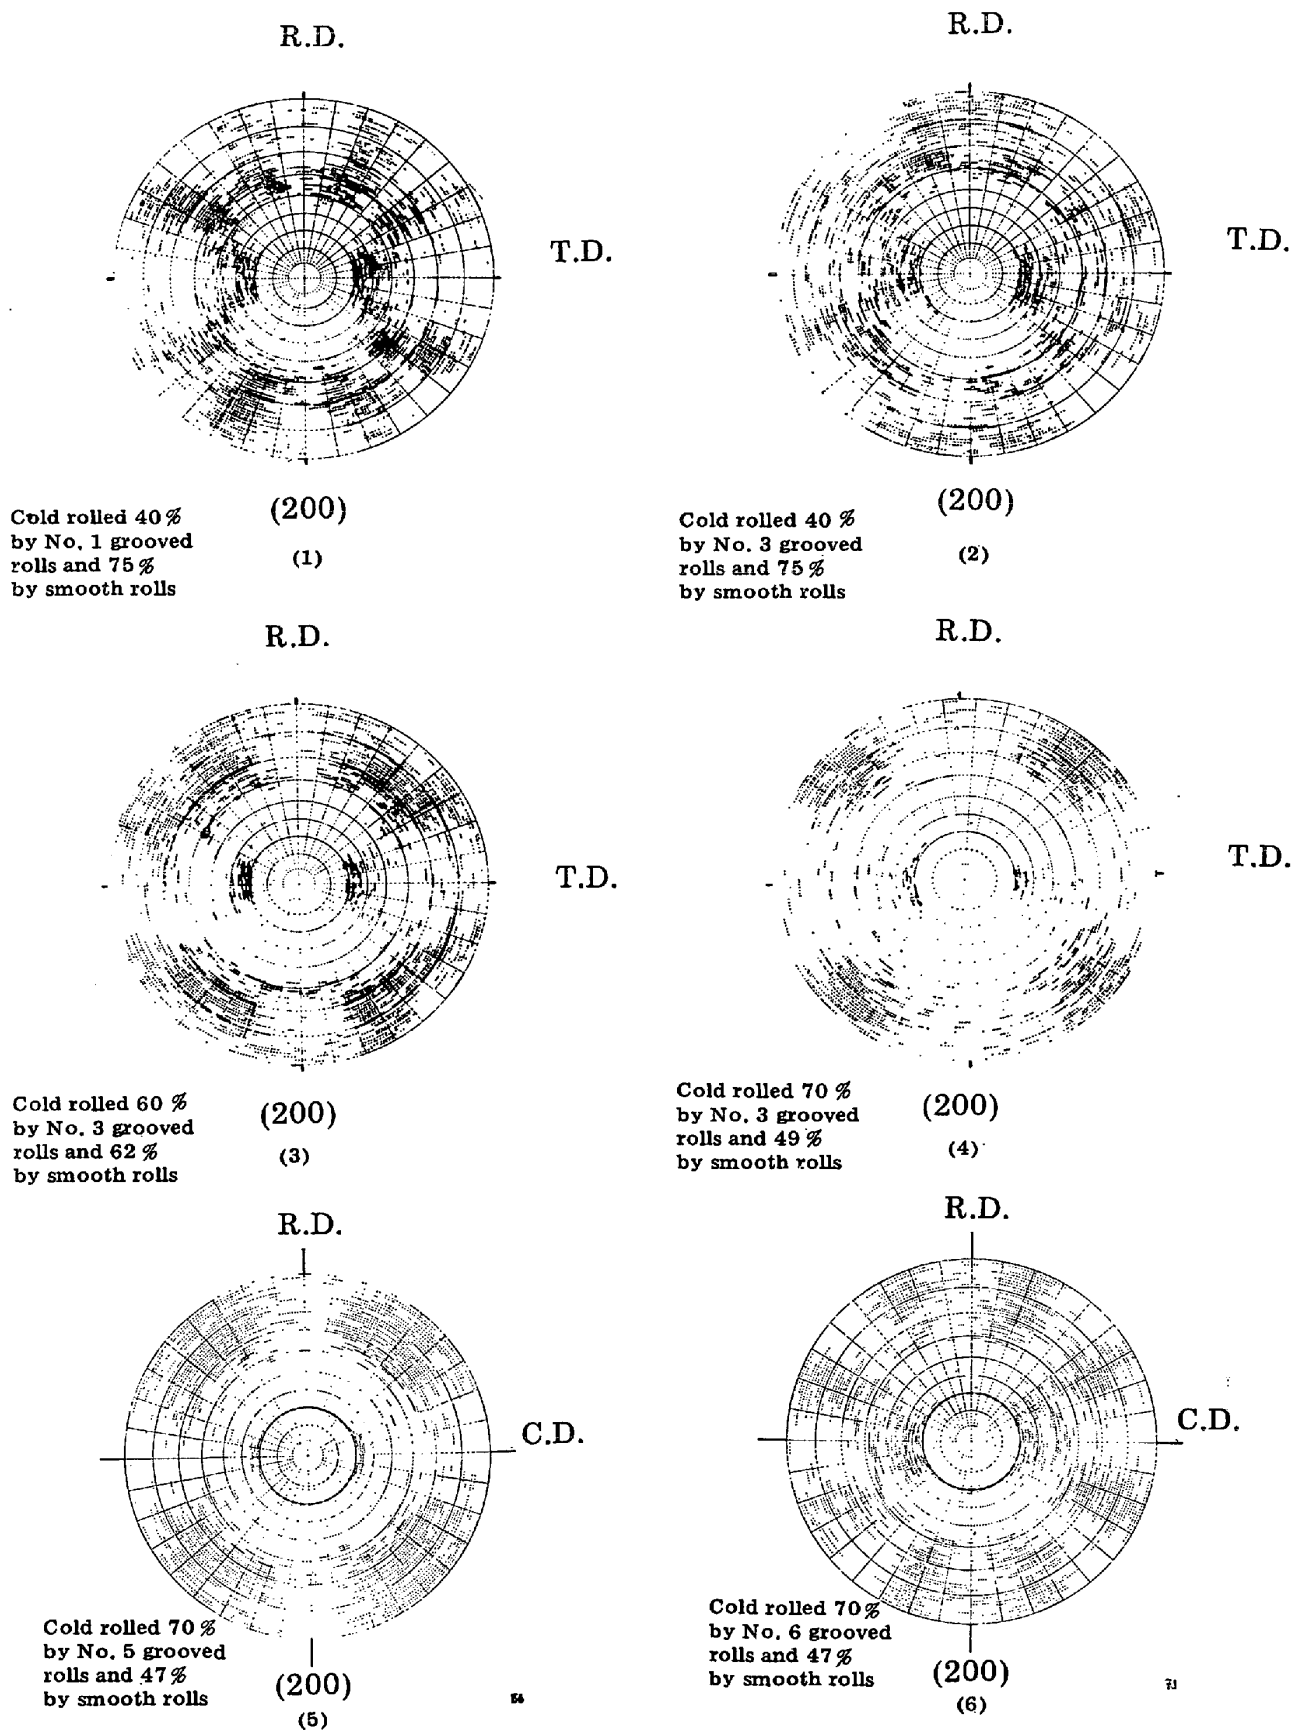 R.D.
T.D.
(200)
(1)
Cold rolled 40 %
by No. 1 grooved
rolls and 75 %
by smooth rolls
R.D.
T.D.
(200)
(2)
Cold rolled 40 %
by No. 3 grooved
rolls and 75 %
by smooth rolls
R.D.
T.D.
(200)
(3)
Cold rolled 60 %
by No. 3 grooved
rolls and 62 %
by smooth rolls
R.D.
T.D.
(200)
(4)
Cold rolled 70 %
by No. 3 grooved
rolls and 49 %
by smooth rolls
R.D.
C.D.
(200)
(5)
Cold rolled 70 %
by No. 5 grooved
rolls and 47 %
by smooth rolls
R.D.
C.D.
(200)
(6)
Cold rolled 70 %
by No. 6 grooved
rolls and 47 %
by smooth rolls